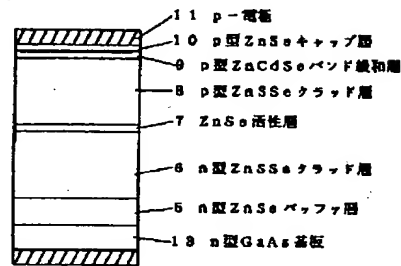 11 p-電極
10 p型ZnSeキャップ層
9 p型ZnCdSeバンド緩和層
8 p型ZnSSeクラッド層
7 ZnSe活性層
6 n型ZnSSeクラッド層
5 n型ZnSeバッファ層
13 n型GaAs基板